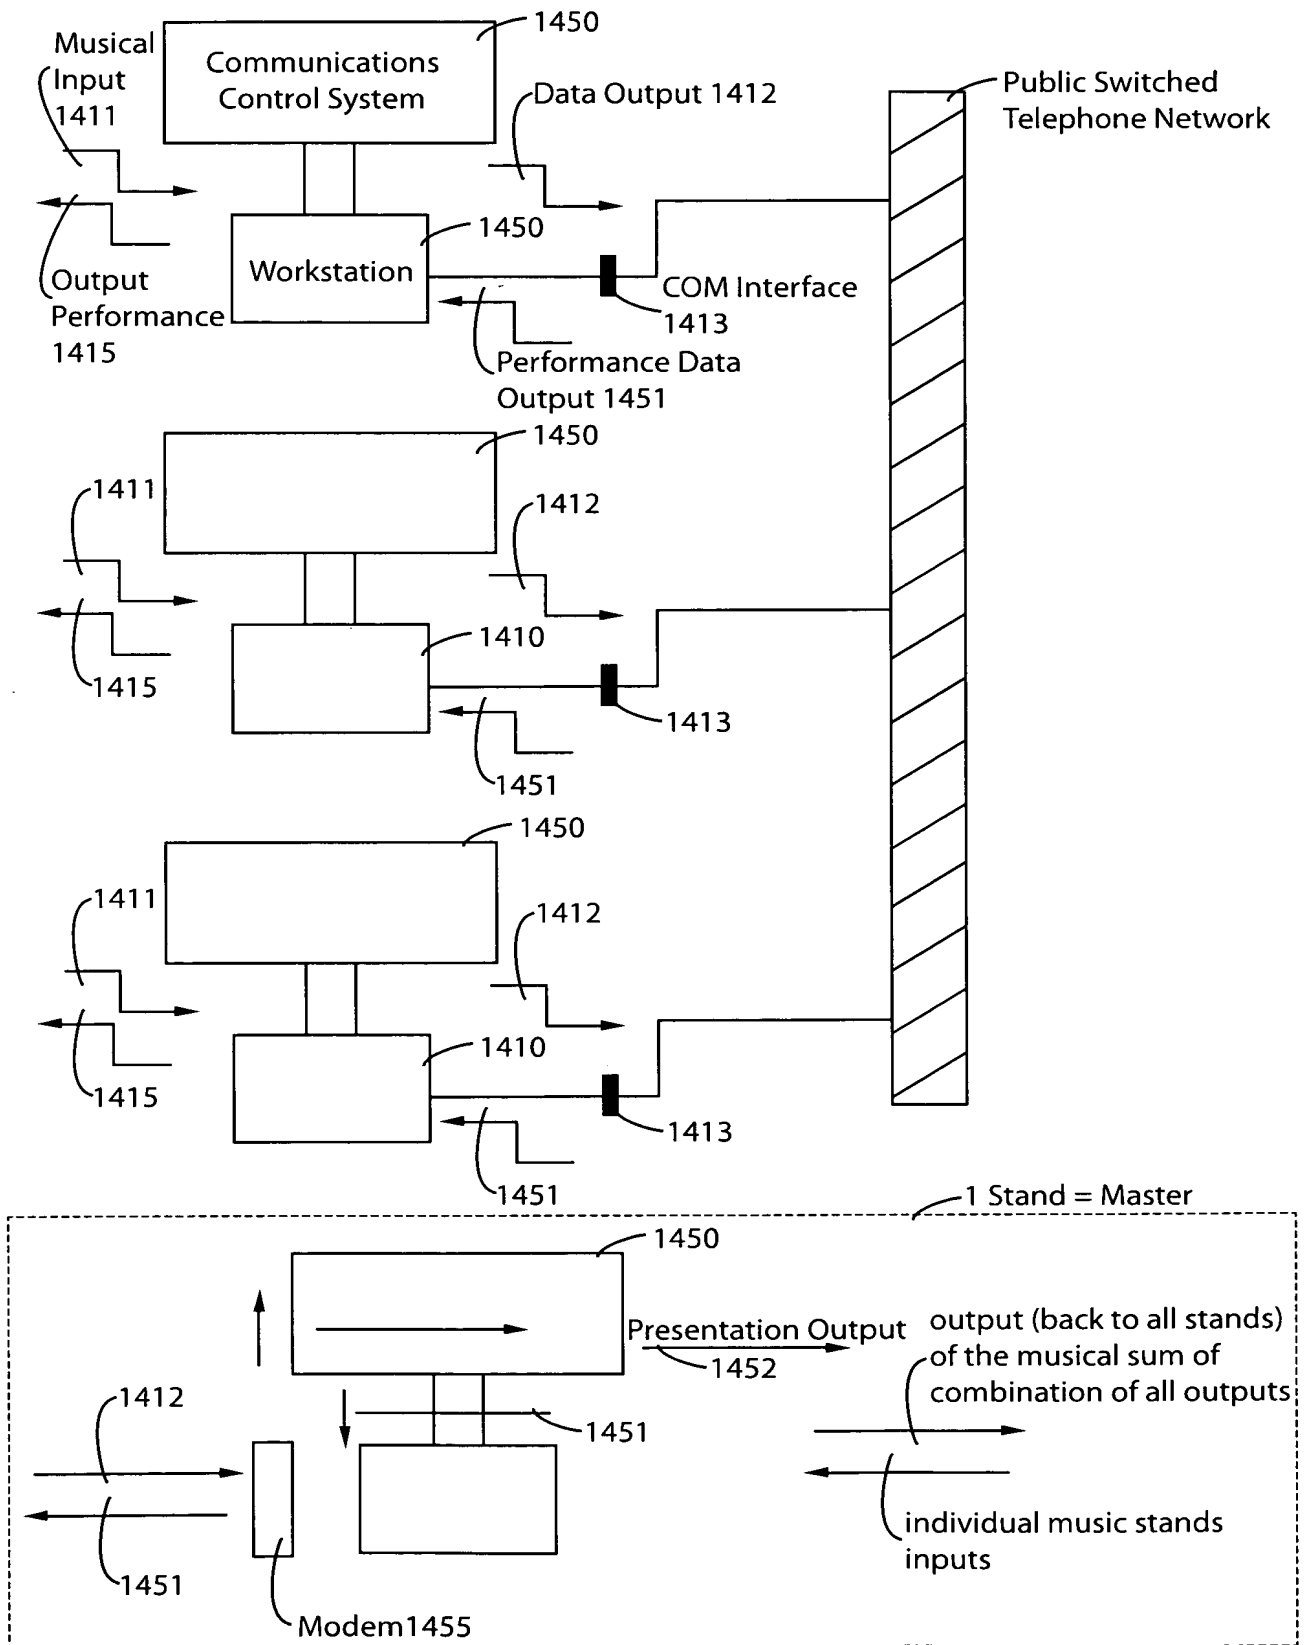 1450
Musical
Input
1411
Communications
Control System
Data Output 1412
Public Switched
Telephone Network
1450
Workstation
Output
Performance
1415
COM Interface
1413
Performance Data
Output 1451
1450
1411
1412
1410
1415
1413
1451
1450
1411
1412
1410
1415
1413
1451
1 Stand = Master
1450
Presentation Output
1452
output (back to all stands)
of the musical sum of
combination of all outputs
1412
1451
1451
individual music stands
inputs
Modem1455